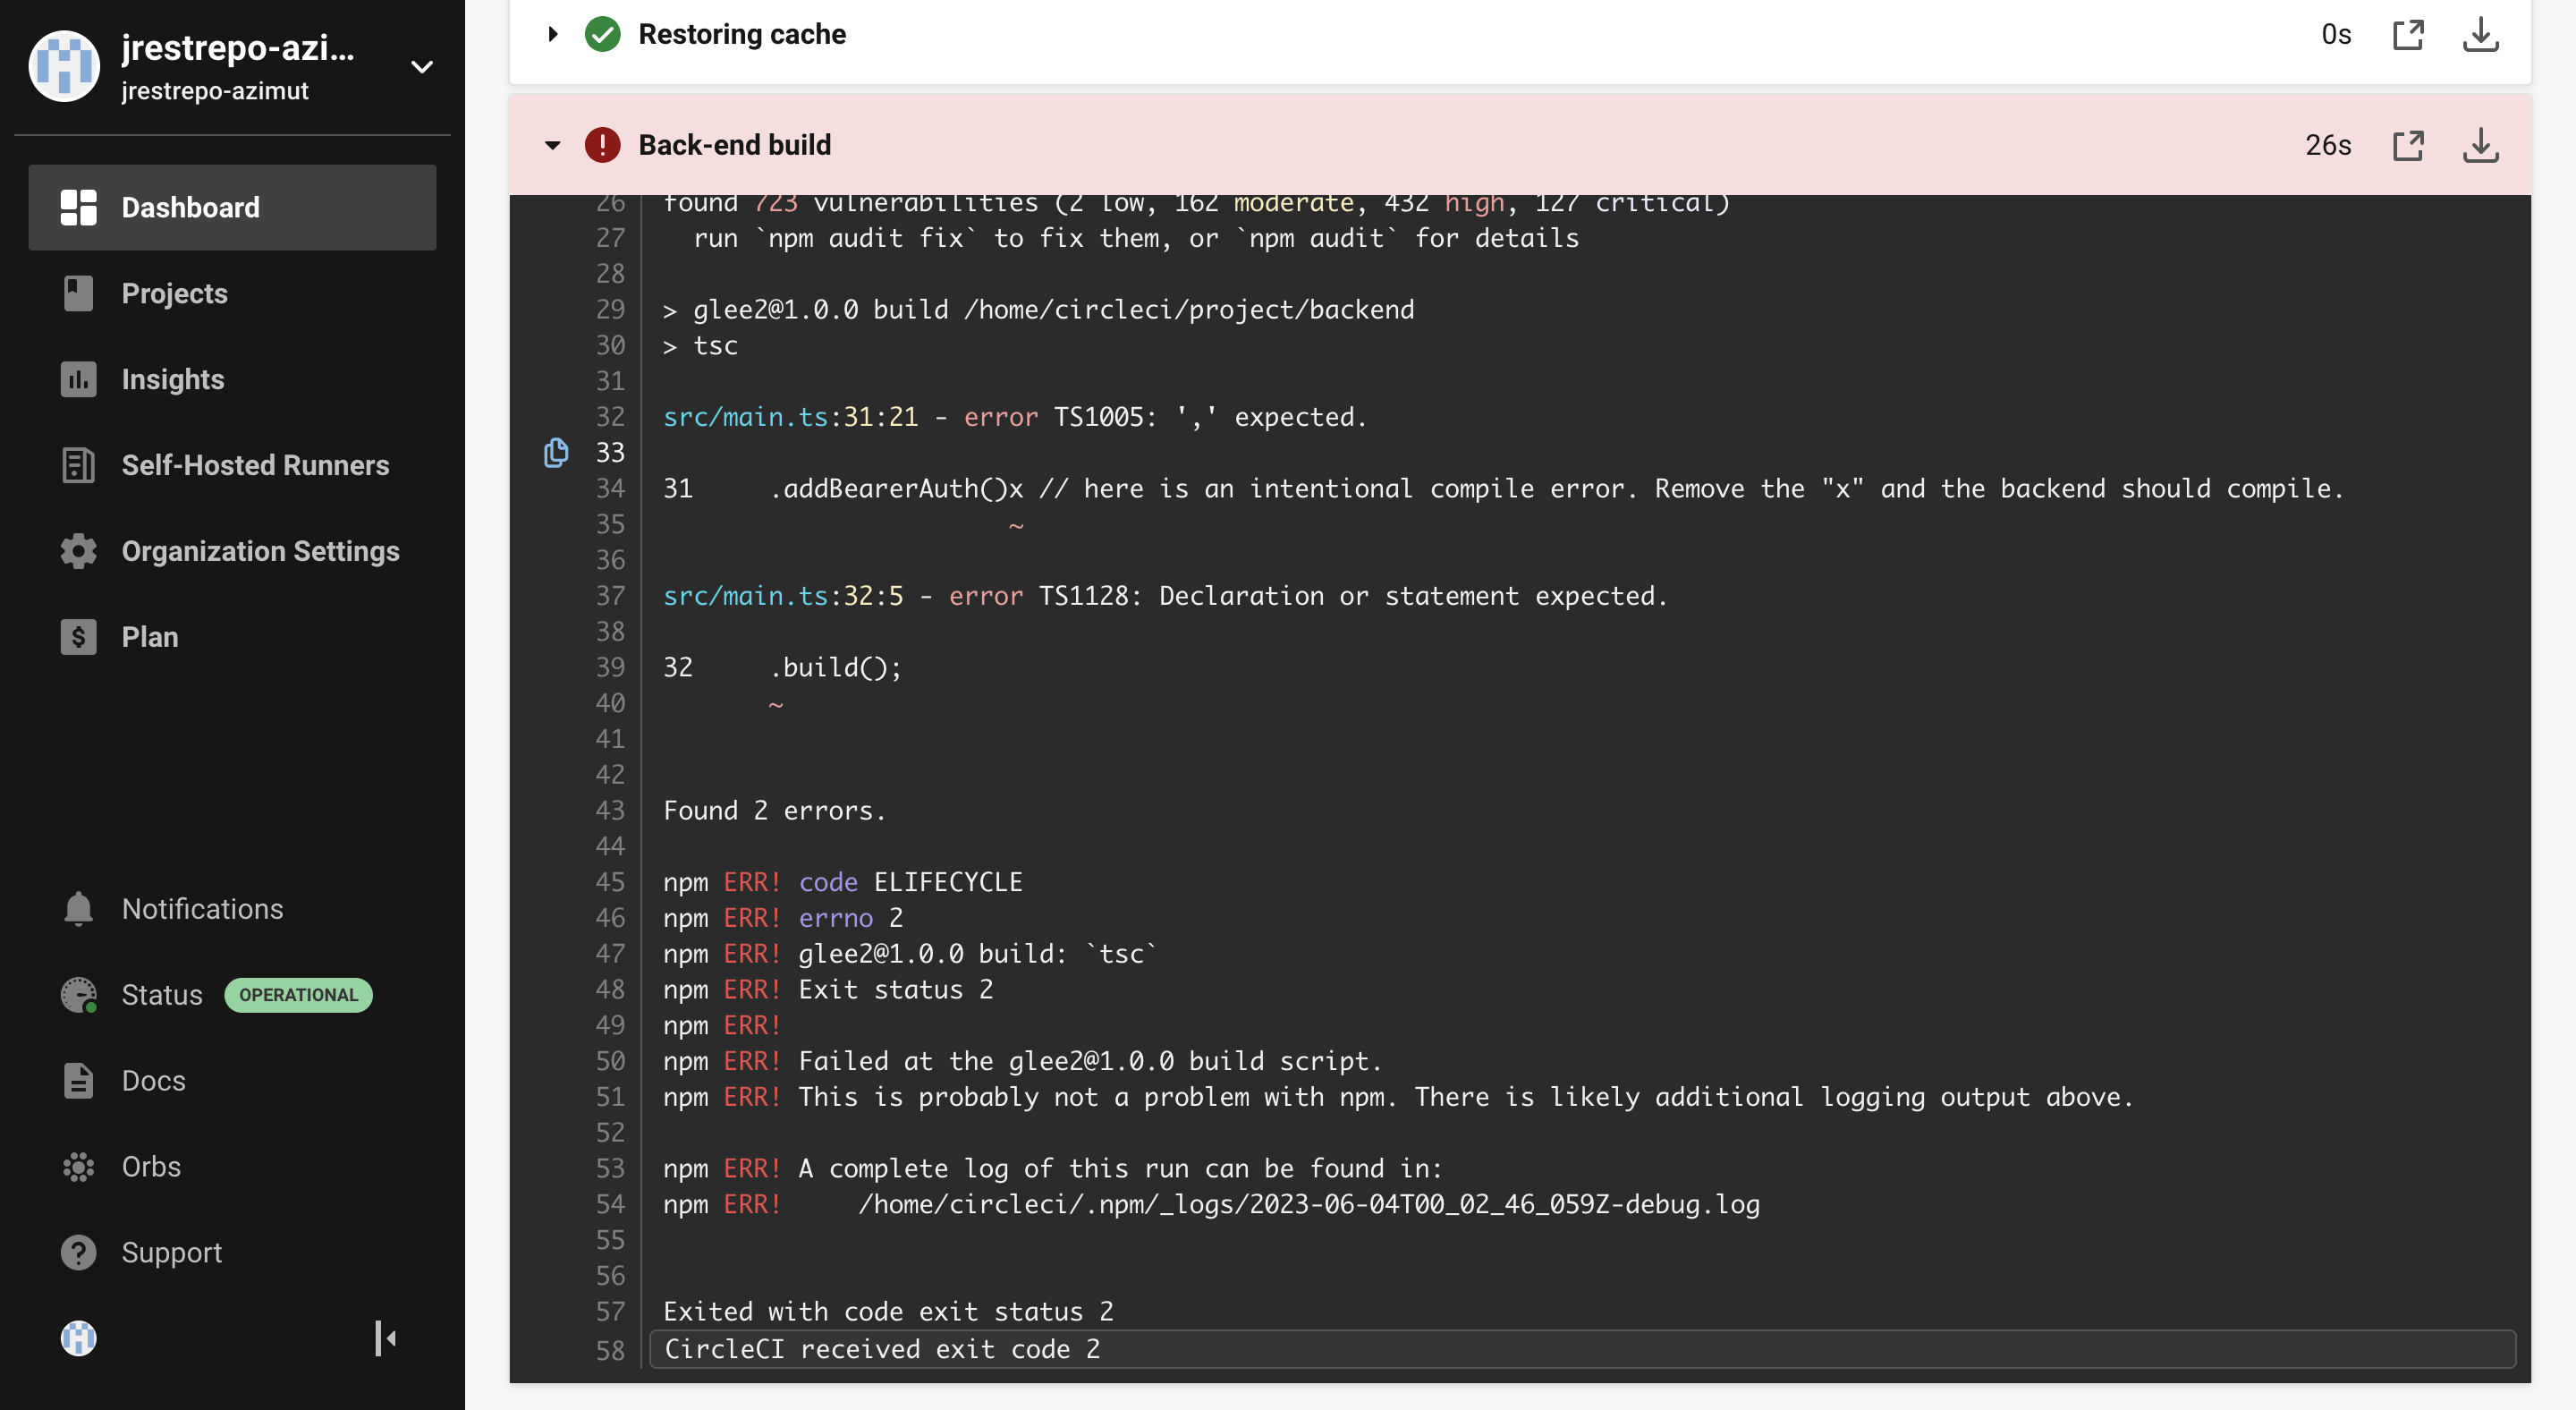 jrestrepo-azi...
jrestrepo-azimut
Dashboard
Projects
Insights
Self-Hosted Runners
Organization Settings
Plan
Notifications
Status OPERATIONAL
Docs
Orbs
Support
Restoring cache 0s
Back-end build 26s
26 found 723 vulnerabilities (2 low, 162 moderate, 432 high, 127 critical)
27 run `npm audit fix` to fix them, or `npm audit` for details
28
29 > glee2@1.0.0 build /home/circleci/project/backend
30 > tsc
31
32 src/main.ts:31:21 - error TS1005: ',' expected.
33
34 31 .addBearerAuth()x // here is an intentional compile error. Remove the "x" and the backend should compile.
35 ~
36
37 src/main.ts:32:5 - error TS1128: Declaration or statement expected.
38
39 32 .build();
40 ~
41
42
43 Found 2 errors.
44
45 npm ERR! code ELIFECYCLE
46 npm ERR! errno 2
47 npm ERR! glee2@1.0.0 build: `tsc`
48 npm ERR! Exit status 2
49 npm ERR!
50 npm ERR! Failed at the glee2@1.0.0 build script.
51 npm ERR! This is probably not a problem with npm. There is likely additional logging output above.
52
53 npm ERR! A complete log of this run can be found in:
54 npm ERR! /home/circleci/.npm/_logs/2023-06-04T00_02_46_059Z-debug.log
55
56
57 Exited with code exit status 2
58 CircleCI received exit code 2